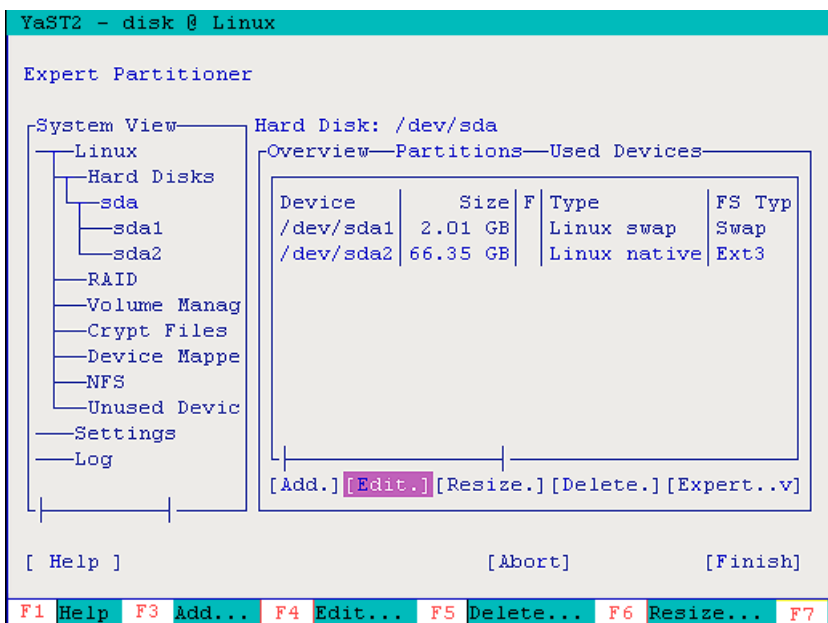 YaST2 - disk @ Linux
Expert Partitioner
System View
Linux
Hard Disks
sda
sda1
sda2
RAID
Volume Manag
Crypt Files
Device Mappe
NFS
Unused Devic
Settings
Log
Hard Disk: /dev/sda
Overview Partitions Used Devices
Device Size F Type FS Typ
/dev/sda1 2.01 GB Linux swap Swap
/dev/sda2 66.35 GB Linux native Ext3
[Add.] [Edit.] [Resize.] [Delete.] [Expert..v]
[ Help ] [Abort] [Finish]
F1 Help F3 Add... F4 Edit... F5 Delete... F6 Resize... F7